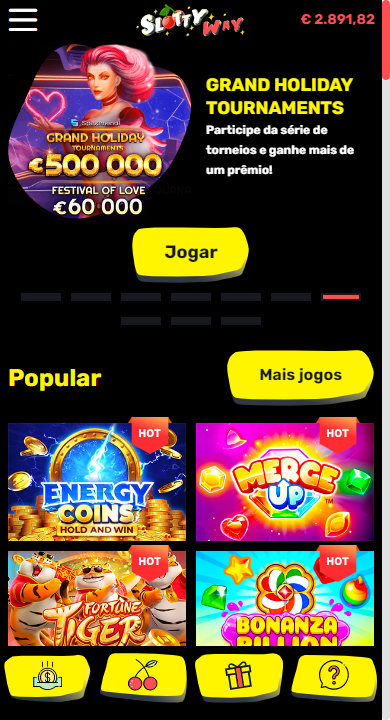 SLOTTY WAY
€ 2.891,82
Spinomenal
GRAND HOLIDAY
TOURNAMENTS
€500 000
FESTIVAL OF LOVE
€60 000
GRAND HOLIDAY
TOURNAMENTS
Participe da série de
torneios e ganhe mais de
um prêmio!
Jogar
Popular
Mais jogos
HOT
ENERGY
COINS
HOLD AND WIN
HOT
MERGE
UP™
HOT
FORTUNE
TIGER
HOT
BONANZA
BILLION
$
?